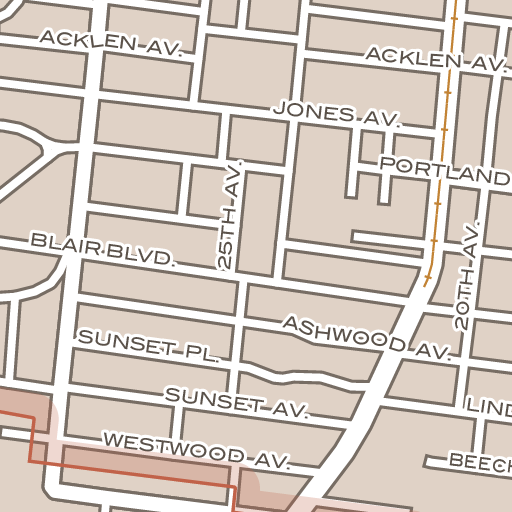 ACKLEN AV.
ACKLEN AV.
JONES AV.
PORTLAND
25TH AV.
20TH AV.
BLAIR BLVD.
ASHWOOD AV.
SUNSET PL.
SUNSET AV.
LIND
WESTWOOD AV.
BEECH